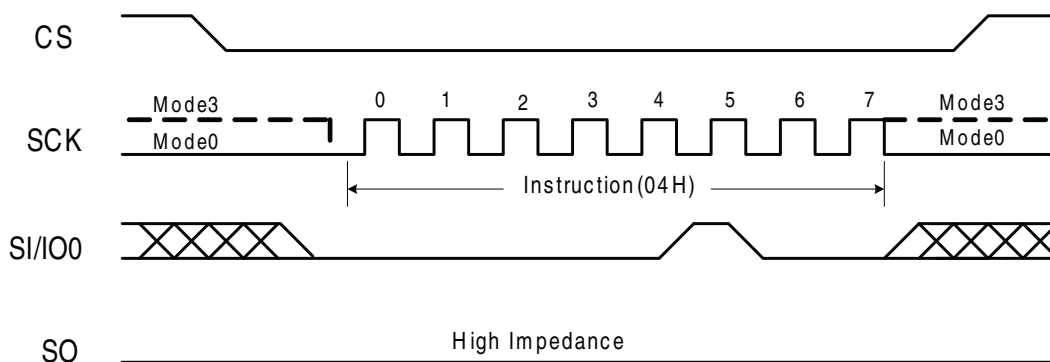 CS
0 1 2 3 4 5 6 7
Mode3 Mode3
SCK Mode0 Mode0
Instruction(04H)
SI/IO0
High Impedance
SO